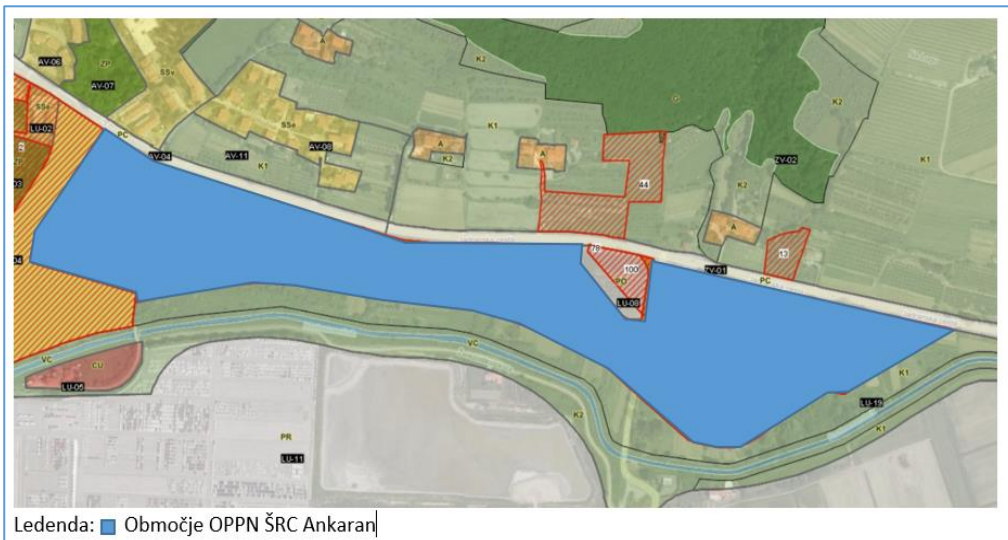 K2
A
AV-06
ZP
SSv
AV-07
K2
K2
G
SSe
LU-02
PC
K1
K1
AV-04
AV-11
K1
AV-08
A
K2
A
ZV-02
K2
44
A
13
78
ZV-01
PC
100
PO
LU-08
VC
VC
CU
LU-05
K1
LU-19
K1
K2
PR
LU-11
Ledenda: Območje OPPN ŠRC Ankaran